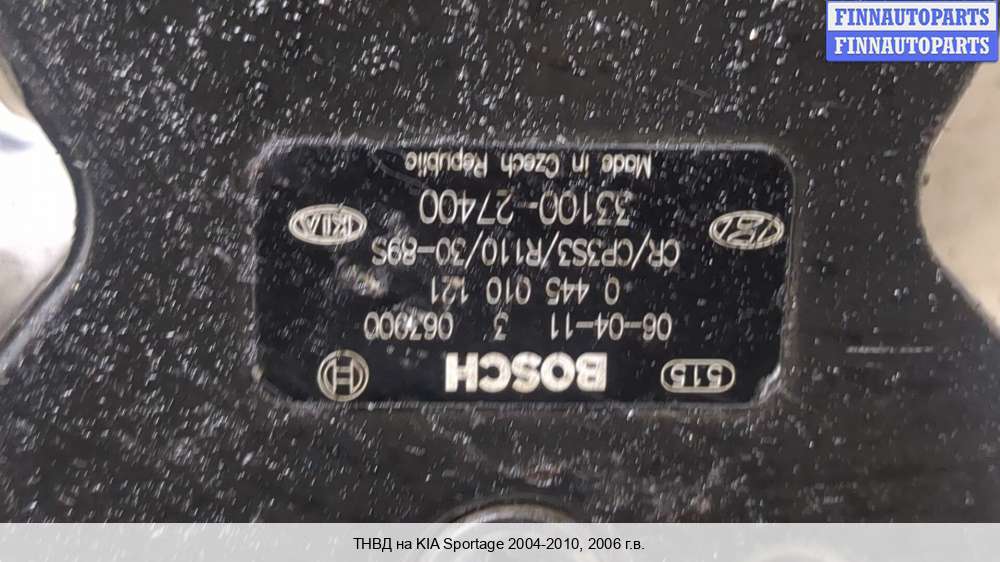 FINNAUTOPARTS
FINNAUTOPARTS
515 BOSCH
06-04-11 3 067000
0 445 010 121
CR/CP3S3/R110/30-89S
33100-27400
KIA
Made in Czech Republic
ТНВД на KIA Sportage 2004-2010, 2006 г.в.